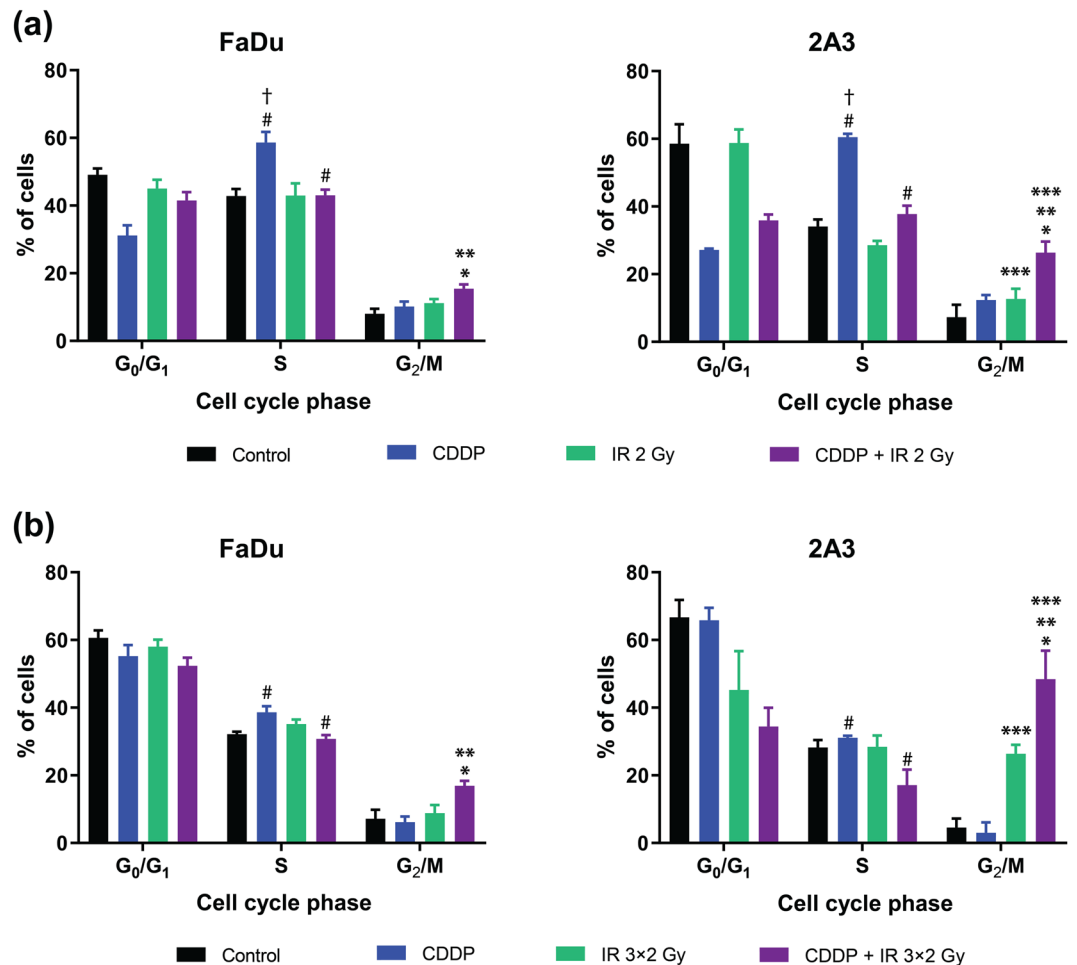 (a)
FaDu
2A3
% of cells
80
60
40
20
0
†
#
#
**
*
G₀/G₁ S G₂/M
Cell cycle phase
% of cells
80
60
40
20
0
†
#
#
***
***
**
*
G₀/G₁ S G₂/M
Cell cycle phase
Control CDDP IR 2 Gy CDDP + IR 2 Gy
(b)
FaDu
2A3
% of cells
80
60
40
20
0
#
#
**
*
G₀/G₁ S G₂/M
Cell cycle phase
% of cells
80
60
40
20
0
#
#
***
***
**
*
G₀/G₁ S G₂/M
Cell cycle phase
Control CDDP IR 3×2 Gy CDDP + IR 3×2 Gy